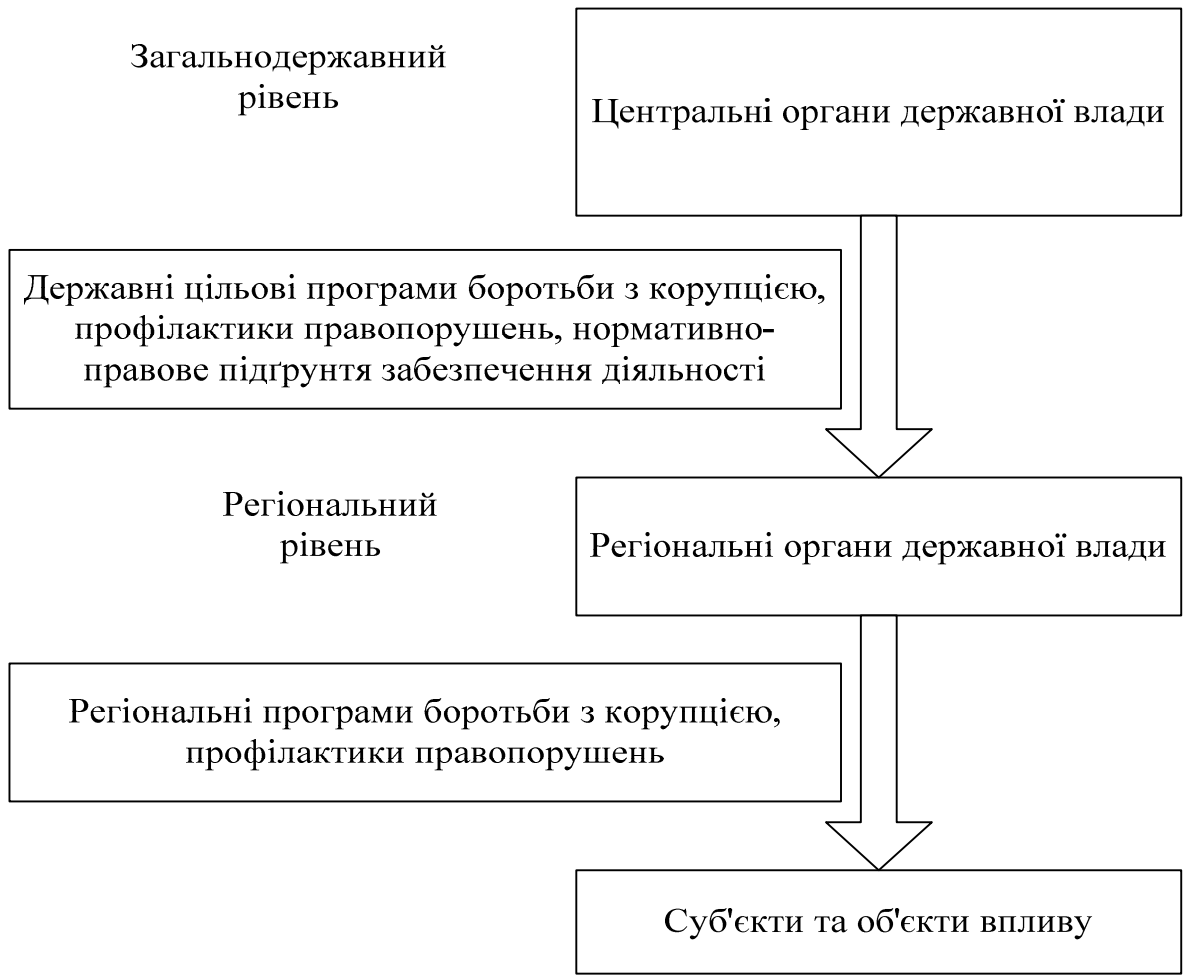 Загальнодержавний
рівень
Центральні органи державної влади
Державні цільові програми боротьби з корупцією,
профілактики правопорушень, нормативно-
правове підґрунтя забезпечення діяльності
Регіональний
рівень
Регіональні органи державної влади
Регіональні програми боротьби з корупцією,
профілактики правопорушень
Суб'єкти та об'єкти впливу